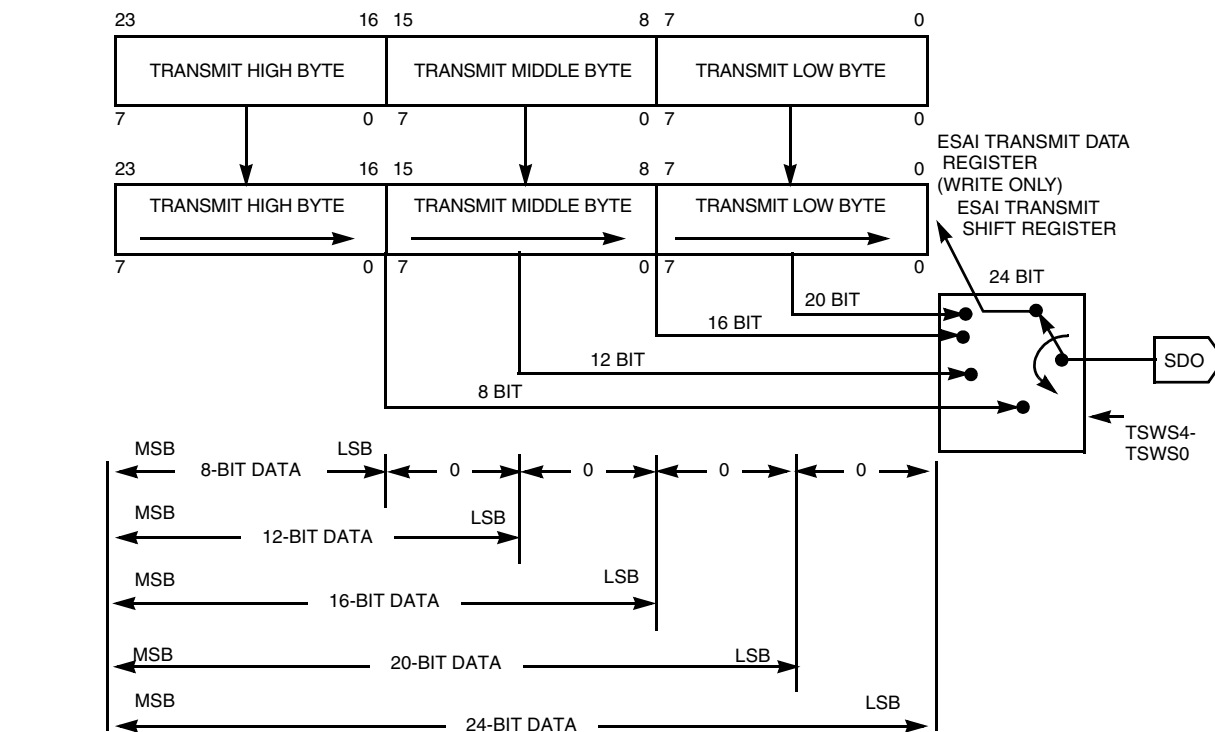 23 16 15 8 7 0
TRANSMIT HIGH BYTE TRANSMIT MIDDLE BYTE TRANSMIT LOW BYTE
7 0 7 0 7 0
ESAI TRANSMIT DATA
REGISTER
(WRITE ONLY)
23 16 15 8 7 0
TRANSMIT HIGH BYTE TRANSMIT MIDDLE BYTE TRANSMIT LOW BYTE
ESAI TRANSMIT
SHIFT REGISTER
7 0 7 0 7 0
24 BIT
20 BIT
16 BIT
12 BIT
8 BIT
SDO
TSWS4-
TSWS0
MSB LSB
8-BIT DATA 0 0 0 0
MSB LSB
12-BIT DATA
MSB LSB
16-BIT DATA
MSB LSB
20-BIT DATA
MSB LSB
24-BIT DATA